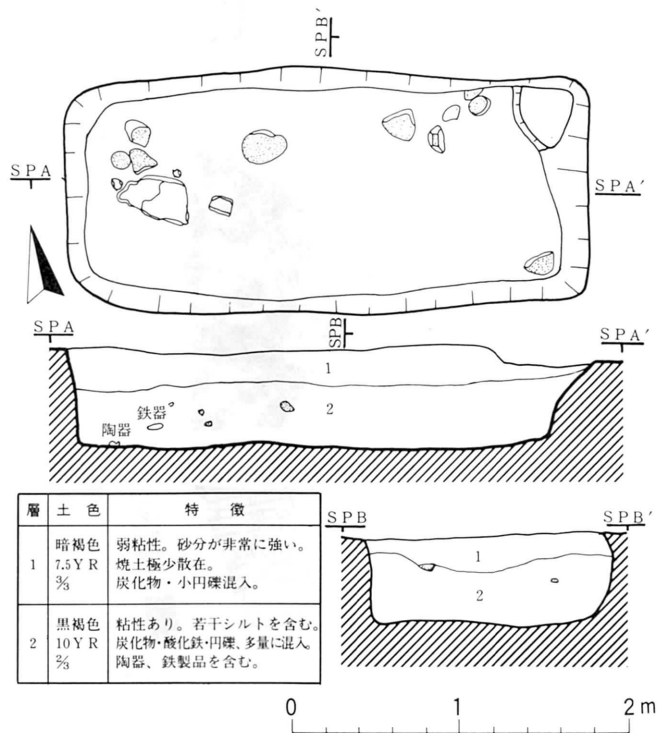 SPB′
SPA
SPA′
SPA
SPB
SPA′
1
2
鉄器
陶器
層 土色 特徴
1
暗褐色
7.5YR
3/3
弱粘性。砂分が非常に強い。
焼土極少散在。
炭化物・小円礫混入。
2
黒褐色
10YR
2/3
粘性あり。若干シルトを含む。
炭化物・酸化鉄・円礫、多量に混入。
陶器、鉄製品を含む。
SPB
SPB′
1
2
0 1 2m